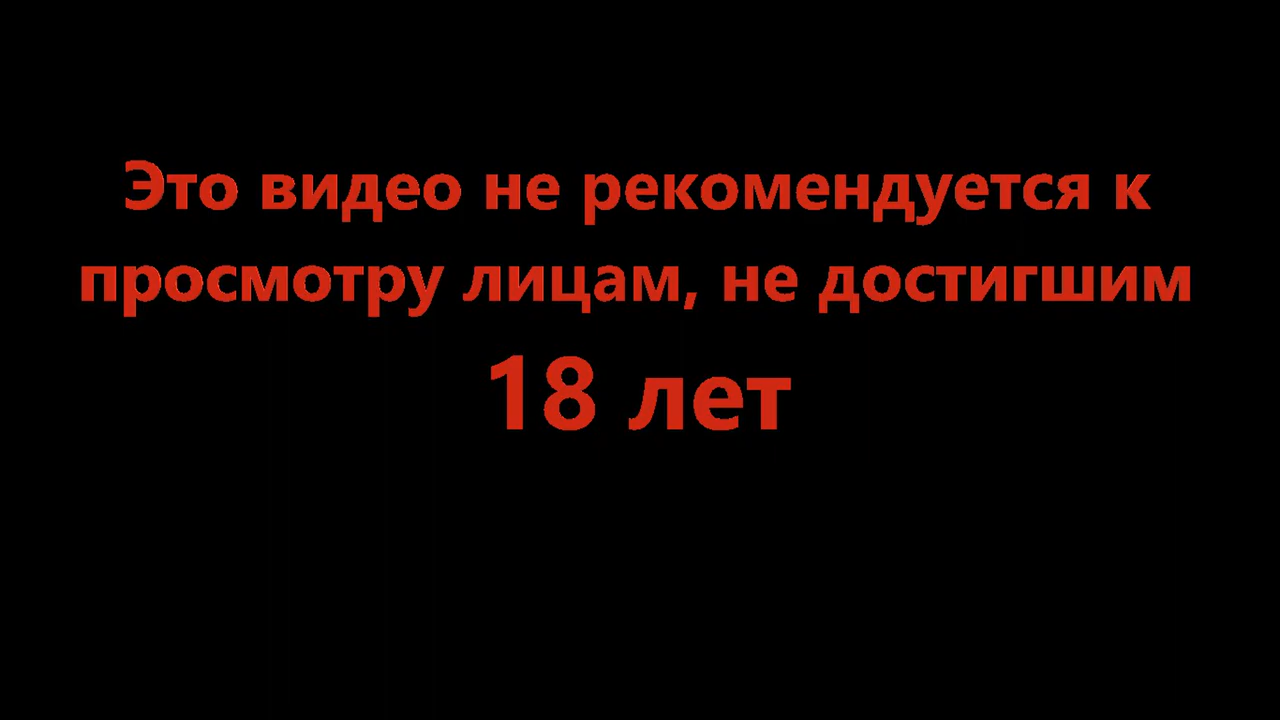 Это видео не рекомендуется к
просмотру лицам, не достигшим
18 лет